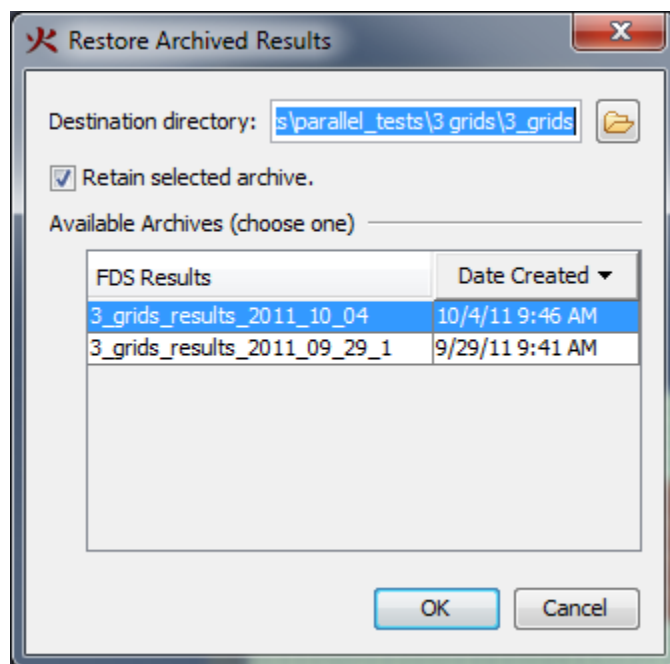 火 Restore Archived Results
Destination directory: s\parallel_tests\3 grids\3_grids
Retain selected archive.
Available Archives (choose one)
FDS Results Date Created
3_grids_results_2011_10_04 10/4/11 9:46 AM
3_grids_results_2011_09_29_1 9/29/11 9:41 AM
OK Cancel